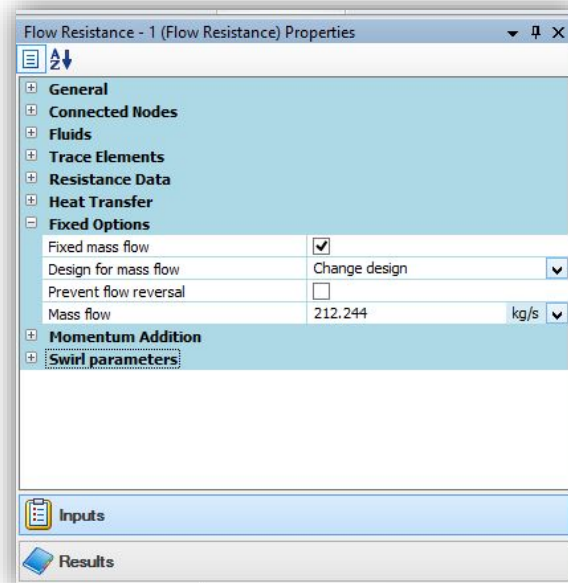 Flow Resistance - 1 (Flow Resistance) Properties
General
Connected Nodes
Fluids
Trace Elements
Resistance Data
Heat Transfer
Fixed Options
Fixed mass flow
Design for mass flow Change design
Prevent flow reversal
Mass flow 212.244 kg/s
Momentum Addition
Swirl parameters
Inputs
Results